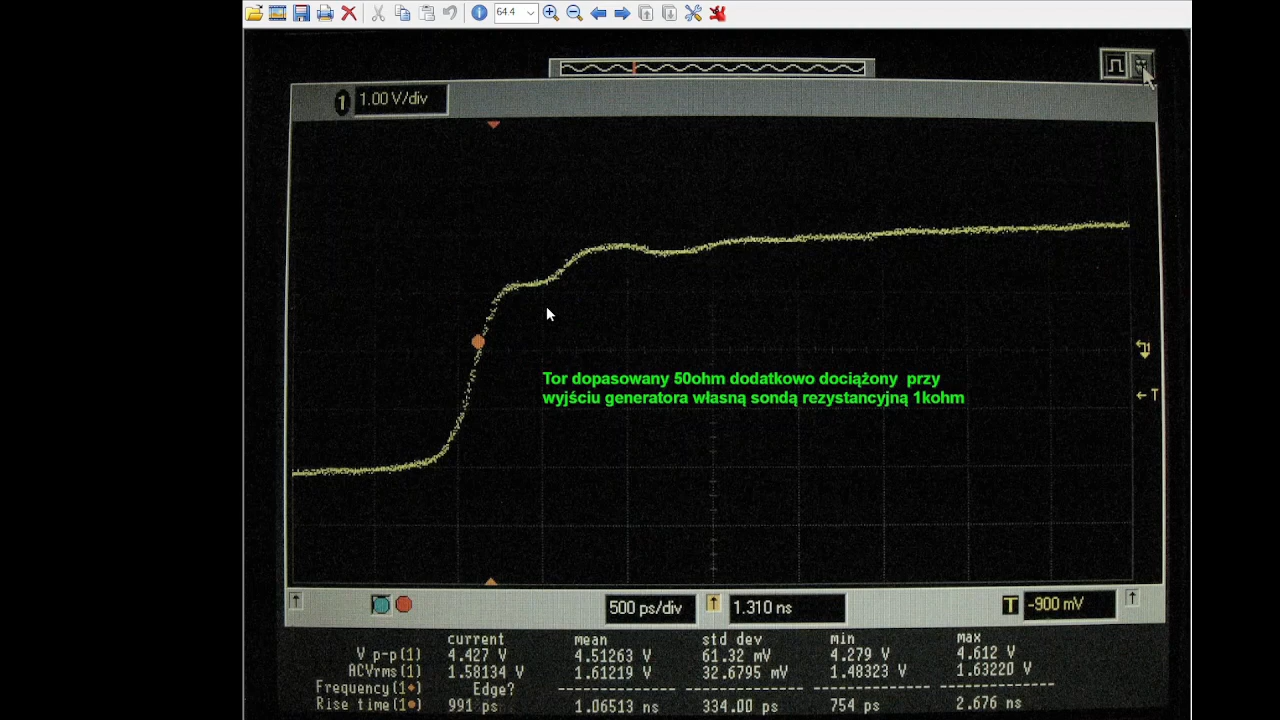 64.4
1 1.00 V/div
Tor dopasowany 50ohm dodatkowo dociążony przy
wyjściu generatora własną sondą rezystancyjną 1kohm
1
T
500 ps/div 1.310 ns T -900 mV
current mean std dev min max
V p-p(1) 4.427 V 4.51263 V 61.32 mV 4.279 V 4.612 V
ACVrms(1) 1.58134 V 1.61219 V 32.6795 mV 1.48323 V 1.63220 V
Frequency(1) Edge? -------------- -------------- -------------- --------------
Rise time(1) 991 ps 1.06513 ns 334.00 ps 754 ps 2.676 ns